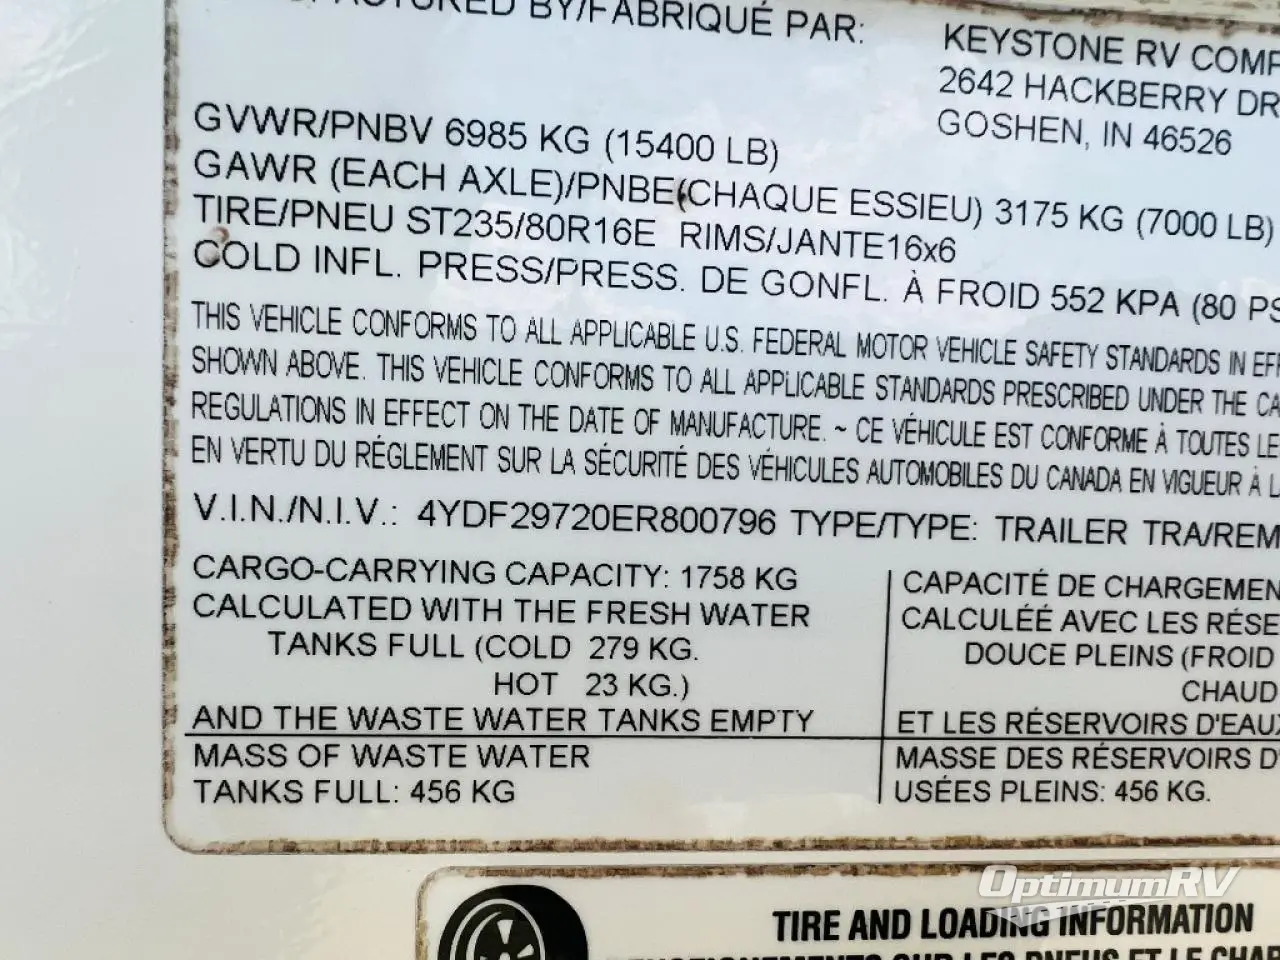 MANUFACTURED BY/FABRIQUÉ PAR: KEYSTONE RV COMP
2642 HACKBERRY DR
GOSHEN, IN 46526
GVWR/PNBV 6985 KG (15400 LB)
GAWR (EACH AXLE)/PNBE(CHAQUE ESSIEU) 3175 KG (7000 LB)
TIRE/PNEU ST235/80R16E RIMS/JANTE16x6
COLD INFL. PRESS/PRESS. DE GONFL. À FROID 552 KPA (80 PS
THIS VEHICLE CONFORMS TO ALL APPLICABLE U.S. FEDERAL MOTOR VEHICLE SAFETY STANDARDS IN EFF
SHOWN ABOVE. THIS VEHICLE CONFORMS TO ALL APPLICABLE STANDARDS PRESCRIBED UNDER THE CA
REGULATIONS IN EFFECT ON THE DATE OF MANUFACTURE. ~ CE VÉHICULE EST CONFORME À TOUTES LE
EN VERTU DU RÉGLEMENT SUR LA SÉCURITÉ DES VÉHICULES AUTOMOBILES DU CANADA EN VIGUEUR À LA
V.I.N./N.I.V.: 4YDF29720ER800796 TYPE/TYPE: TRAILER TRA/REM
CARGO-CARRYING CAPACITY: 1758 KG
CALCULATED WITH THE FRESH WATER
TANKS FULL (COLD 279 KG.
HOT 23 KG.)
AND THE WASTE WATER TANKS EMPTY
MASS OF WASTE WATER
TANKS FULL: 456 KG
CAPACITÉ DE CHARGEMEN
CALCULÉÉ AVEC LES RÉSE
DOUCE PLEINS (FROID
CHAUD
ET LES RÉSERVOIRS D'EAUX
MASSE DES RÉSERVOIRS D'
USÉES PLEINS: 456 KG.
OptimumRV
TIRE AND LOADING INFORMATION